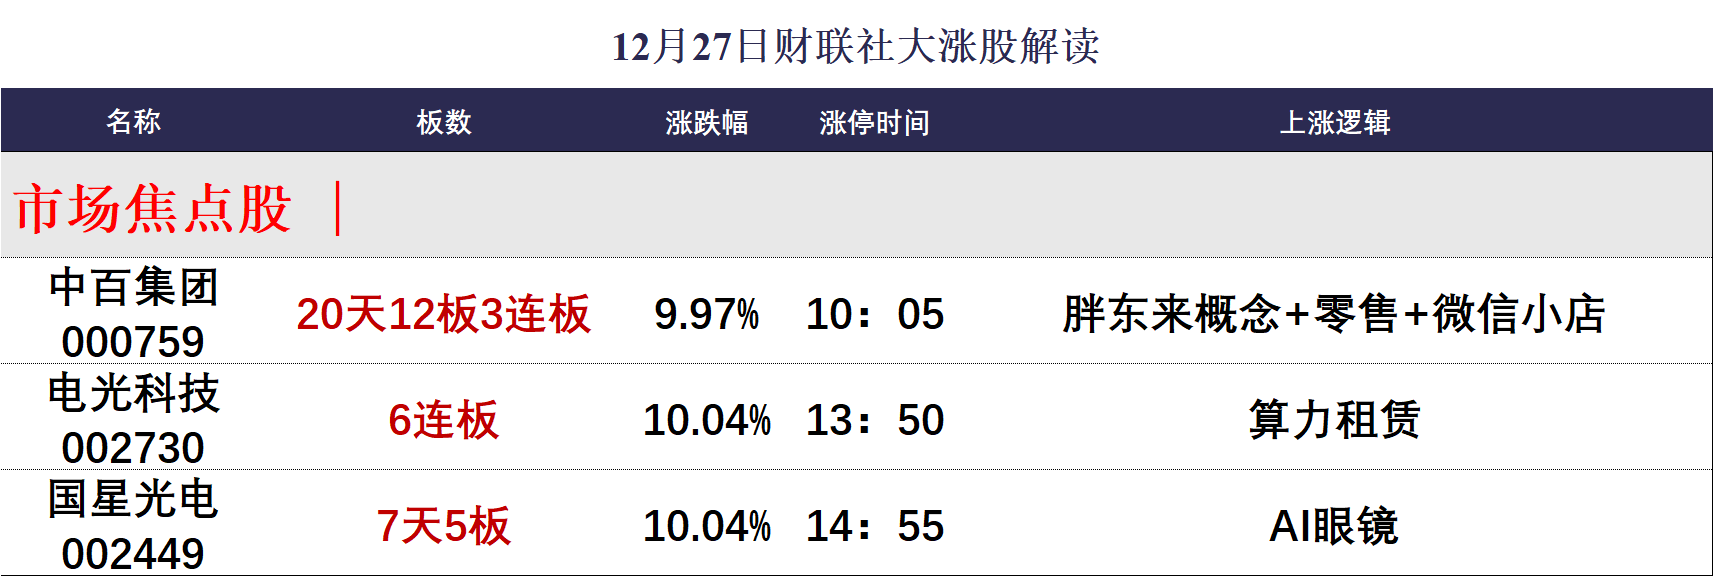 12月27日财联社大涨股解读
名称 板数 涨跌幅 涨停时间 上涨逻辑
市场焦点股 ｜
中百集团
000759 20天12板3连板 9.97% 10：05 胖东来概念+零售+微信小店
电光科技
002730 6连板 10.04% 13：50 算力租赁
国星光电
002449 7天5板 10.04% 14：55 AI眼镜